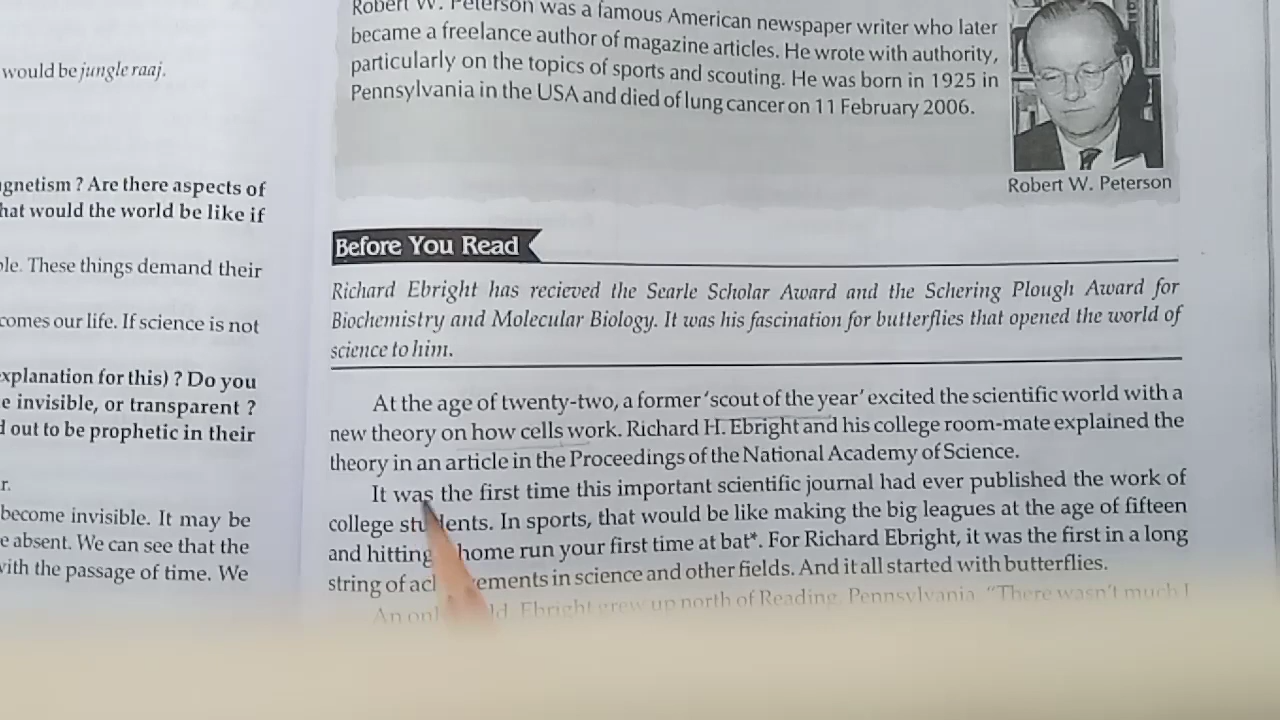 would be jungle raaj.
gnetism ? Are there aspects of
hat would the world be like if
These things demand their
comes our life. If science is not
xplanation for this) ? Do you
e invisible, or transparent ?
out to be prophetic in their
r.
become invisible. It may be
e absent. We can see that the
with the passage of time. We
Robert W. Peterson was a famous American newspaper writer who later
became a freelance author of magazine articles. He wrote with authority,
particularly on the topics of sports and scouting. He was born in 1925 in
Pennsylvania in the USA and died of lung cancer on 11 February 2006.
Robert W. Peterson
Before You Read
Richard Ebright has recieved the Searle Scholar Award and the Schering Plough Award for
Biochemistry and Molecular Biology. It was his fascination for butterflies that opened the world of
science to him.
At the age of twenty-two, a former 'scout of the year' excited the scientific world with a
new theory on how cells work. Richard H. Ebright and his college room-mate explained the
theory in an article in the Proceedings of the National Academy of Science.
It was the first time this important scientific journal had ever published the work of
college students. In sports, that would be like making the big leagues at the age of fifteen
and hitting home run your first time at bat*. For Richard Ebright, it was the first in a long
string of achievements in science and other fields. And it all started with butterflies.
An Ebright grew up north of Reading, Pennsylvania. "There wasn't much I